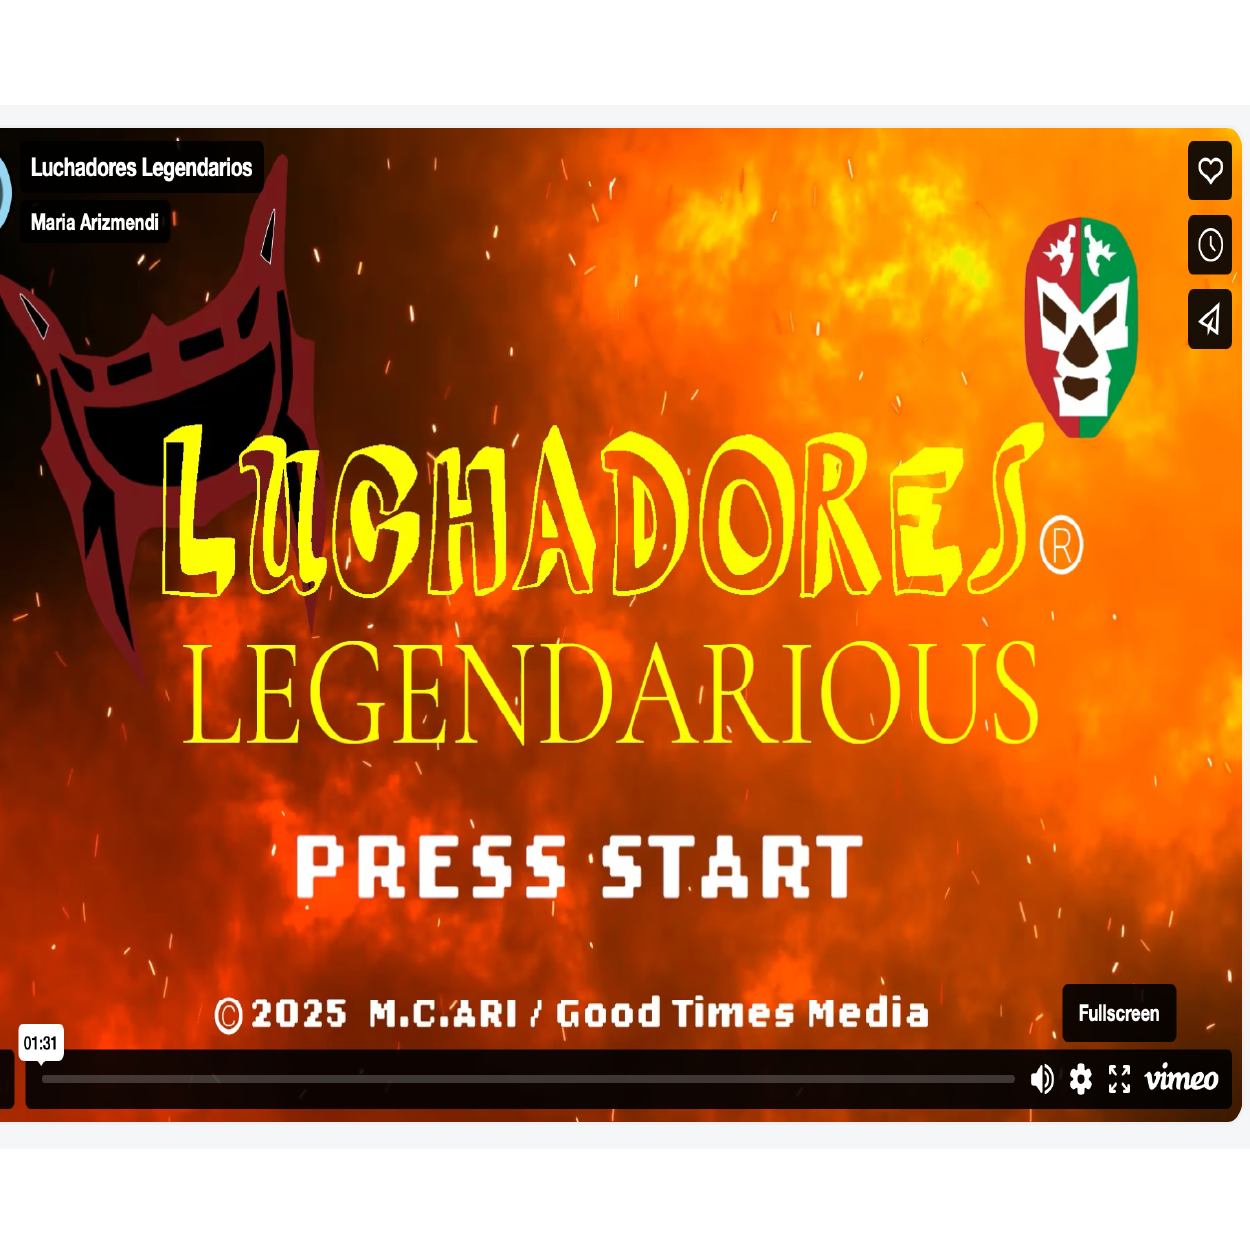 Luchadores Legendarios
Maria Arizmendi
LUCHADORES®
LEGENDARIOUS
PRESS START
© 2025 M.C.ARI / Good Times Media
Fullscreen
01:31
vimeo